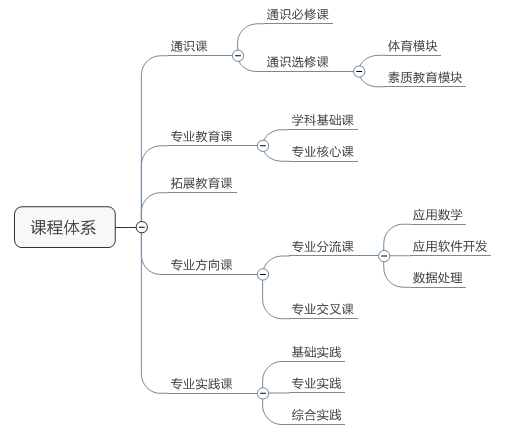 课程体系
通识课
通识必修课
通识选修课
体育模块
素质教育模块
专业教育课
学科基础课
专业核心课
拓展教育课
专业方向课
专业分流课
应用数学
应用软件开发
数据处理
专业交叉课
专业实践课
基础实践
专业实践
综合实践